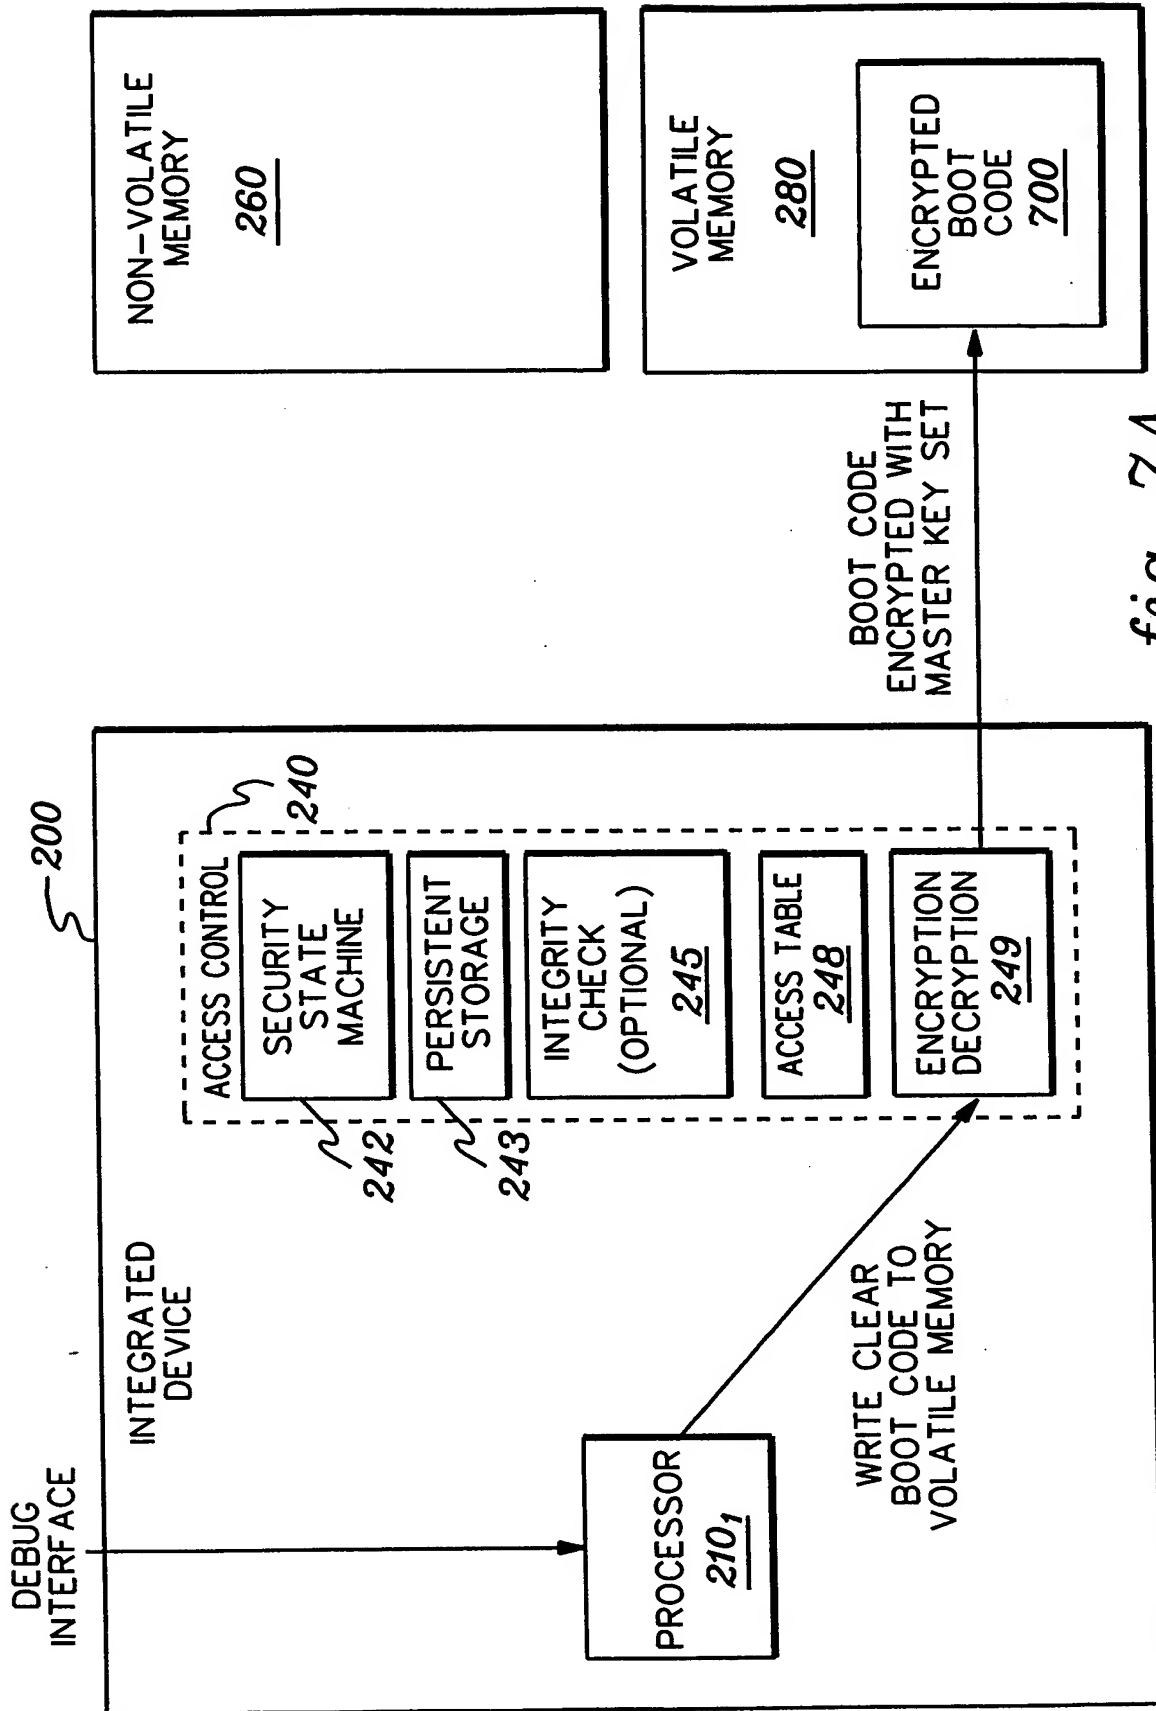 DEBUG
INTERFACE
200
INTEGRATED
DEVICE
PROCESSOR
210₁
WRITE CLEAR
BOOT CODE TO
VOLATILE MEMORY
240
ACCESS CONTROL
SECURITY
STATE
MACHINE
242
PERSISTENT
STORAGE
243
INTEGRITY
CHECK
(OPTIONAL)
245
ACCESS TABLE
248
ENCRYPTION
DECRYPTION
249
BOOT CODE
ENCRYPTED WITH
MASTER KEY SET
NON-VOLATILE
MEMORY
260
VOLATILE
MEMORY
280
ENCRYPTED
BOOT
CODE
700
fig. 7A